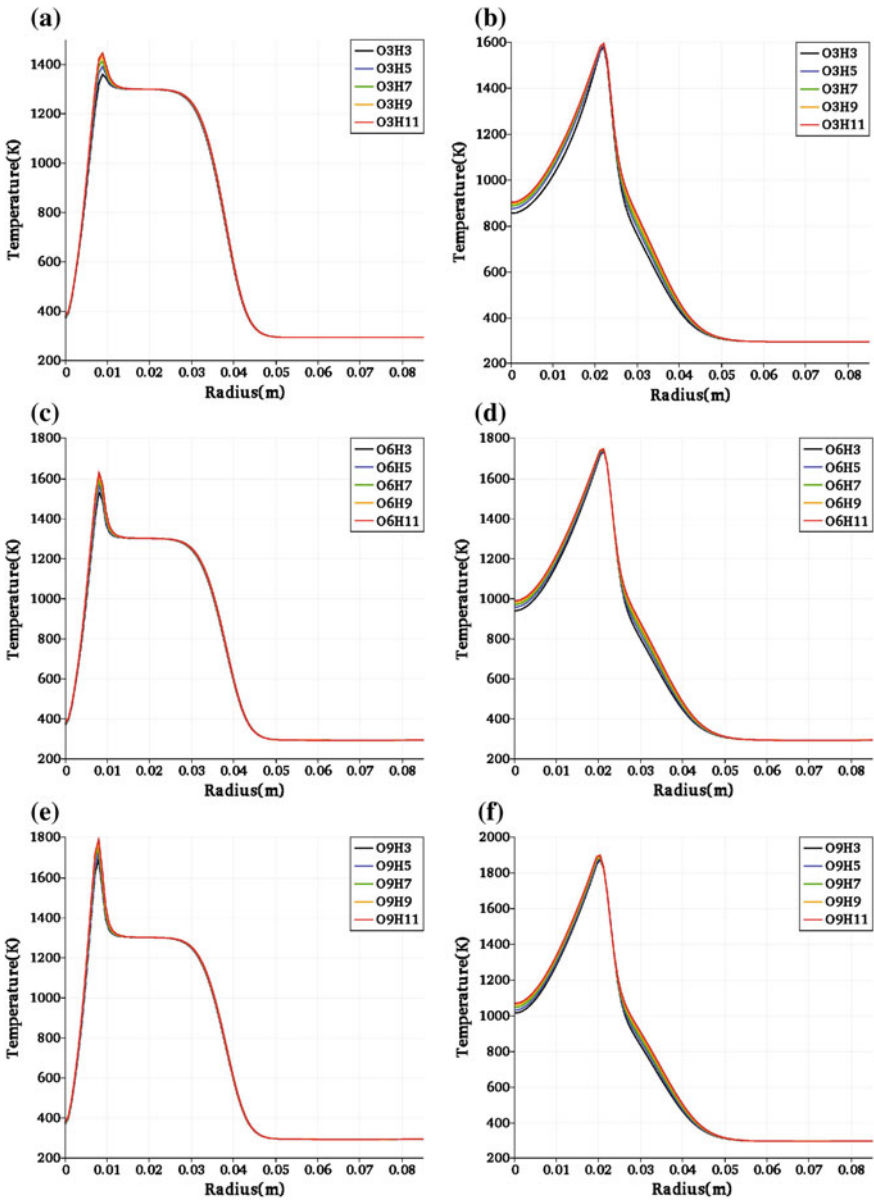 (a)
Temperature(K)
1400
1200
1000
800
600
400
200
0 0.01 0.02 0.03 0.04 0.05 0.06 0.07 0.08
Radius(m)
O3H3
O3H5
O3H7
O3H9
O3H11
(b)
Temperature(K)
1600
1400
1200
1000
800
600
400
200
0 0.01 0.02 0.03 0.04 0.05 0.06 0.07 0.08
Radius(m)
O3H3
O3H5
O3H7
O3H9
O3H11
(c)
Temperature(K)
1800
1600
1400
1200
1000
800
600
400
200
0 0.01 0.02 0.03 0.04 0.05 0.06 0.07 0.08
Radius(m)
O6H3
O6H5
O6H7
O6H9
O6H11
(d)
Temperature(K)
1800
1600
1400
1200
1000
800
600
400
200
0 0.01 0.02 0.03 0.04 0.05 0.06 0.07 0.08
Radius(m)
O6H3
O6H5
O6H7
O6H9
O6H11
(e)
Temperature(K)
1800
1600
1400
1200
1000
800
600
400
200
0 0.01 0.02 0.03 0.04 0.05 0.06 0.07 0.08
Radius(m)
O9H3
O9H5
O9H7
O9H9
O9H11
(f)
Temperature(K)
2000
1800
1600
1400
1200
1000
800
600
400
200
0 0.01 0.02 0.03 0.04 0.05 0.06 0.07 0.08
Radius(m)
O9H3
O9H5
O9H7
O9H9
O9H11